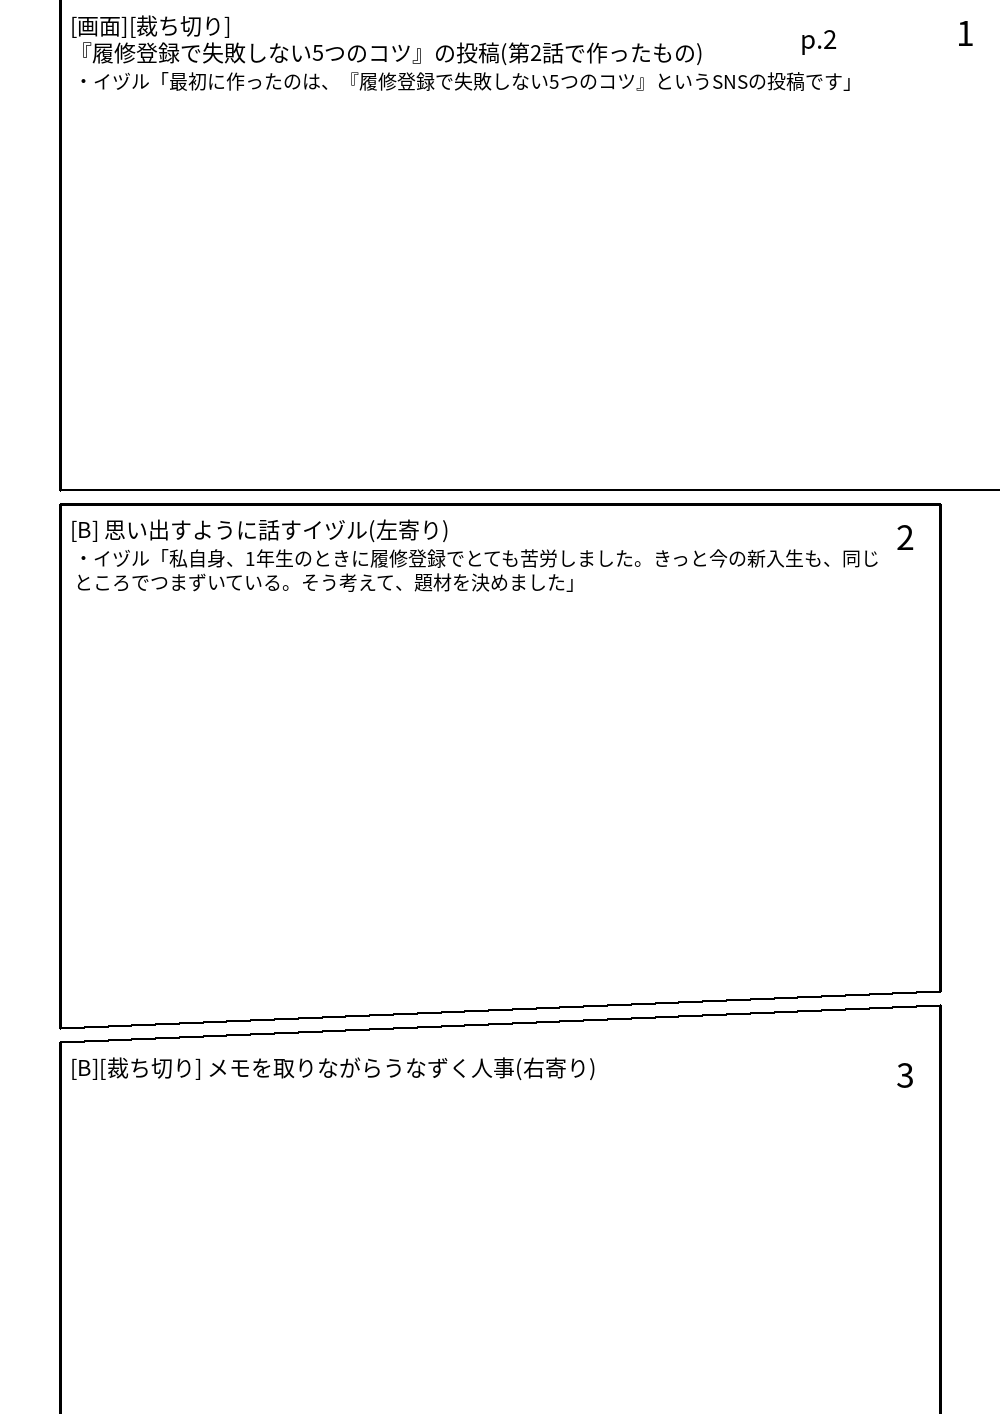 [画面][裁ち切り]
『履修登録で失敗しない5つのコツ』の投稿(第2話で作ったもの)
p.2
1
・イヅル「最初に作ったのは、『履修登録で失敗しない5つのコツ』というSNSの投稿です」
[B] 思い出すように話すイヅル(左寄り)
2
・イヅル「私自身、1年生のときに履修登録でとても苦労しました。きっと今の新入生も、同じ
ところでつまずいている。そう考えて、題材を決めました」
[B][裁ち切り] メモを取りながらうなずく人事(右寄り)
3